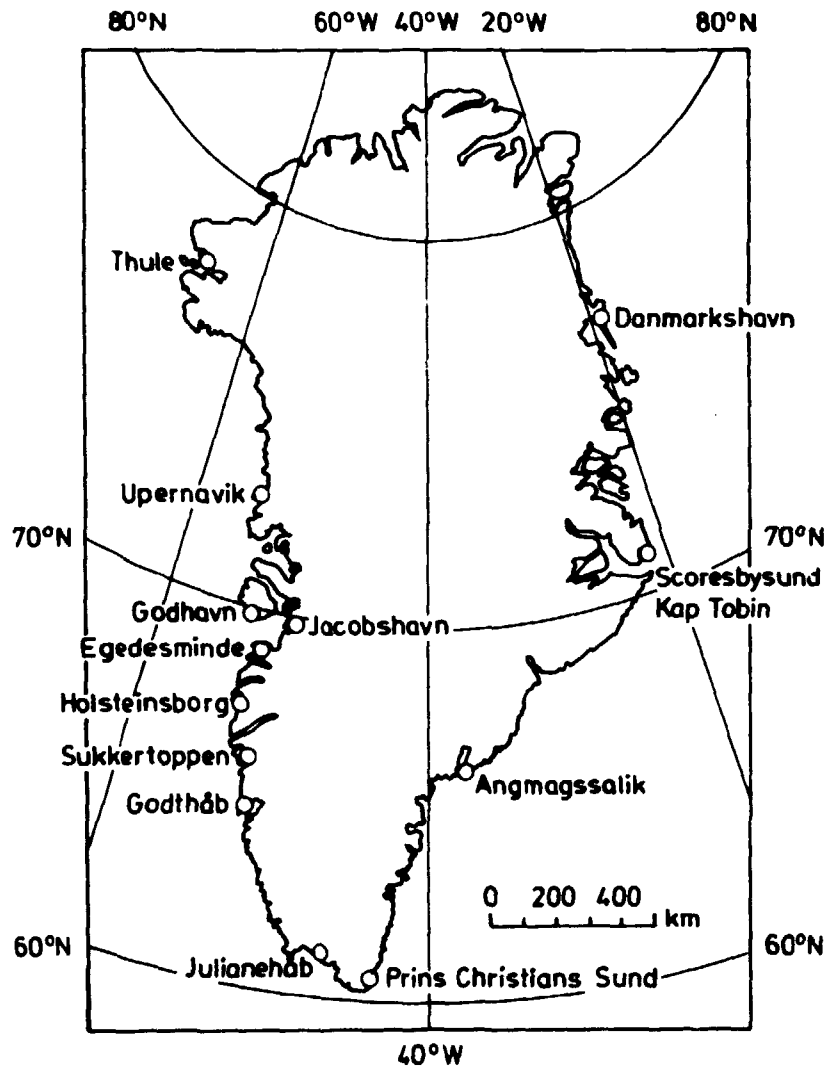 80°N 60°W 40°W 20°W 80°N
Thule
Danmarkshavn
Upernavik
70°N 70°N
Scoresbysund
Kap Tobin
Godhavn
Jacobshavn
Egedesminde
Holsteinsborg
Sukkertoppen
Angmagssalik
Godthåb
0 200 400
km
60°N 60°N
Julianehåb
Prins Christians Sund
40°W